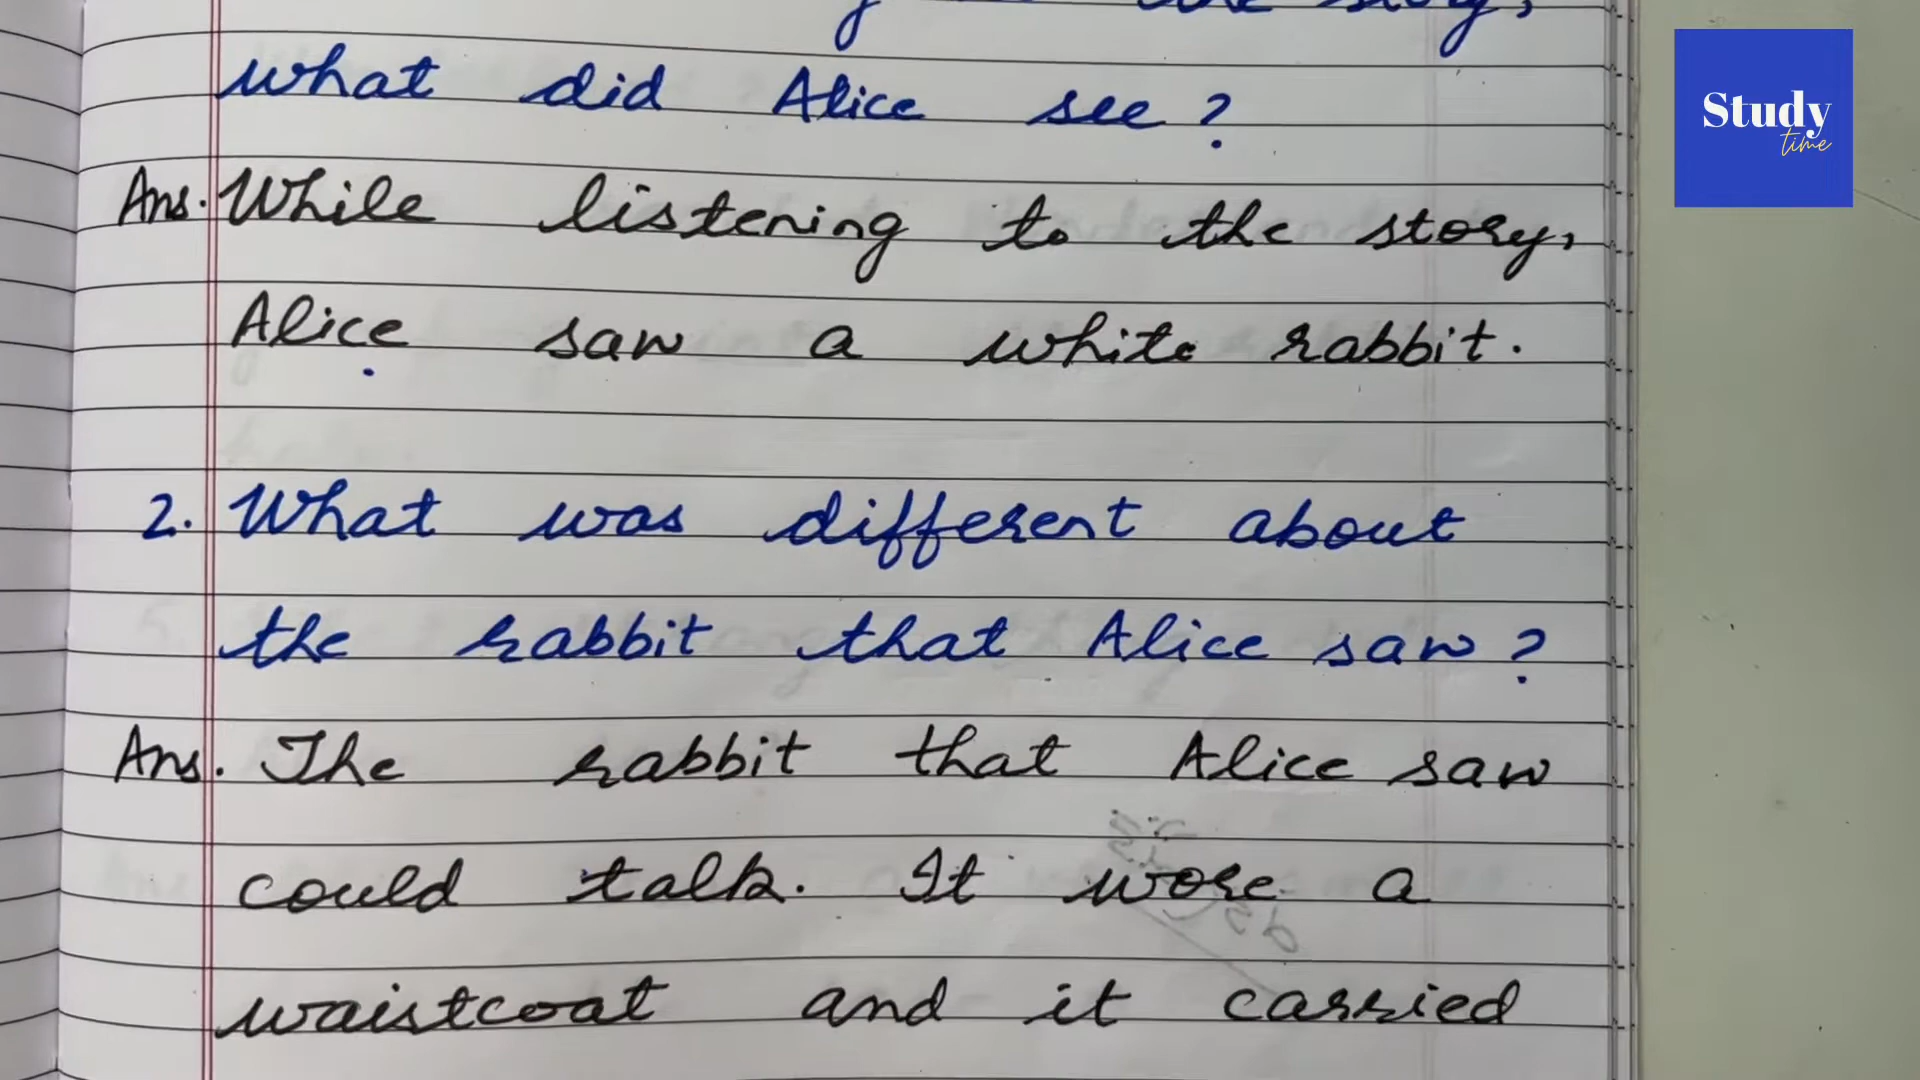 what did Alice see?
Ans. While listening to the story,
Alice saw a white rabbit.
2. What was different about
the rabbit that Alice saw?
Ans. The rabbit that Alice saw
could talk. It wore a
waistcoat and it carried
Study
time